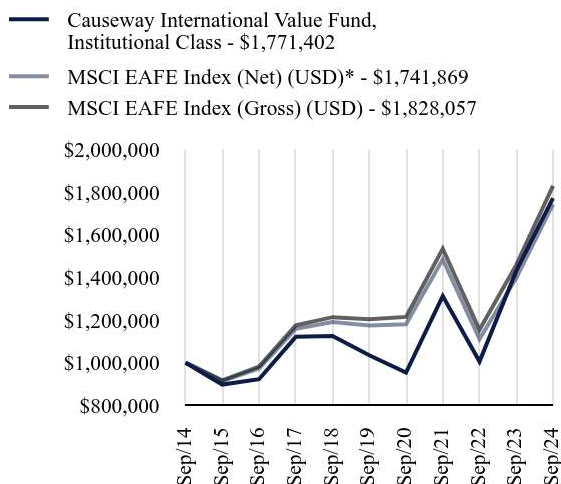 Causeway International Value Fund,
Institutional Class - $1,771,402
MSCI EAFE Index (Net) (USD)* - $1,741,869
MSCI EAFE Index (Gross) (USD) - $1,828,057
$2,000,000
$1,800,000
$1,600,000
$1,400,000
$1,200,000
$1,000,000
$800,000
Sep/14
Sep/15
Sep/16
Sep/17
Sep/18
Sep/19
Sep/20
Sep/21
Sep/22
Sep/23
Sep/24